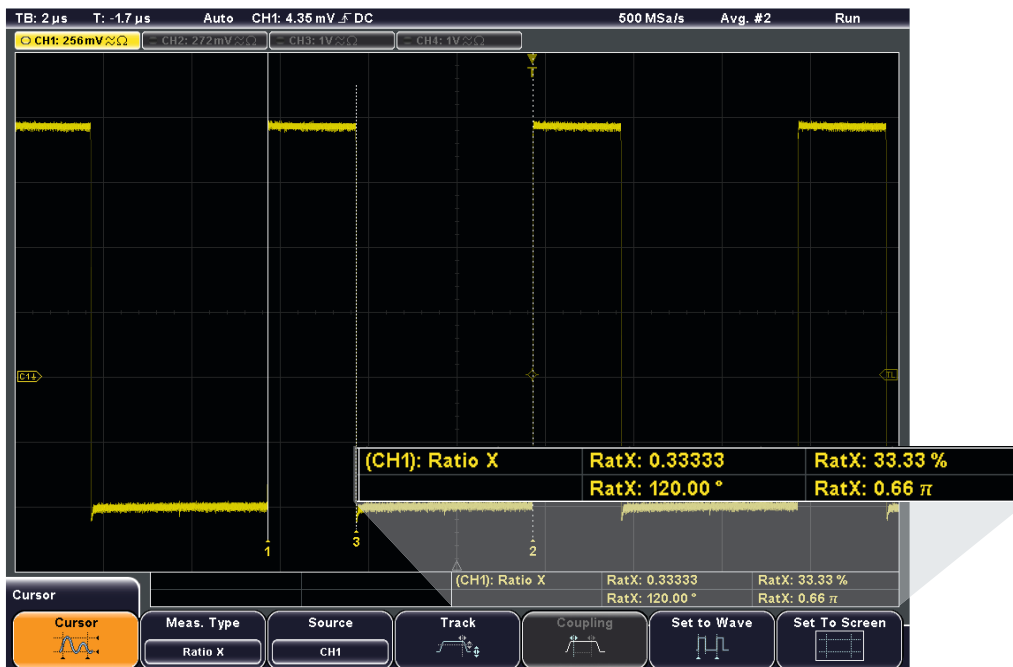 TB: 2 µs T: -1.7 µs Auto CH1: 4.35 mV DC 500 MSa/s Avg. #2 Run
CH1: 256mV≂Ω CH2: 272mV≂Ω CH3: 1V≂Ω CH4: 1V≂Ω
T
C1
TL
(CH1): Ratio X RatX: 0.33333 RatX: 33.33 %
RatX: 120.00 ° RatX: 0.66 π
1 3 2
(CH1): Ratio X RatX: 0.33333 RatX: 33.33 %
RatX: 120.00 ° RatX: 0.66 π
Cursor
Cursor Meas. Type Source Track Coupling Set to Wave Set To Screen
Ratio X CH1